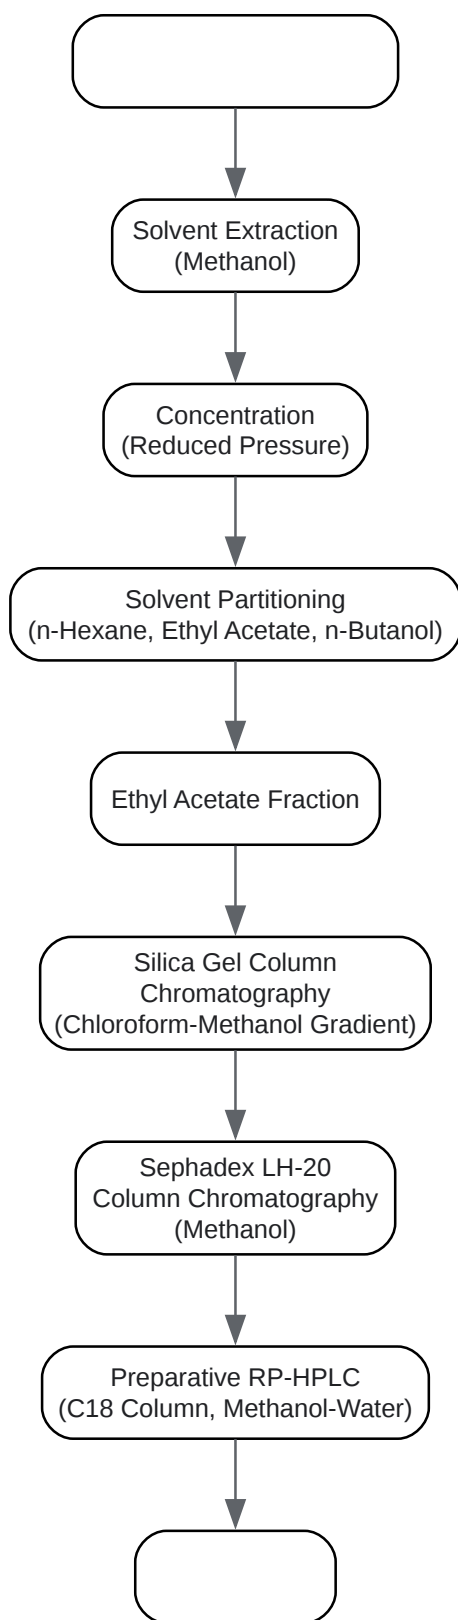 Solvent Extraction
(Methanol)
Concentration
(Reduced Pressure)
Solvent Partitioning
(n-Hexane, Ethyl Acetate, n-Butanol)
Ethyl Acetate Fraction
Silica Gel Column
Chromatography
(Chloroform-Methanol Gradient)
Sephadex LH-20
Column Chromatography
(Methanol)
Preparative RP-HPLC
(C18 Column, Methanol-Water)